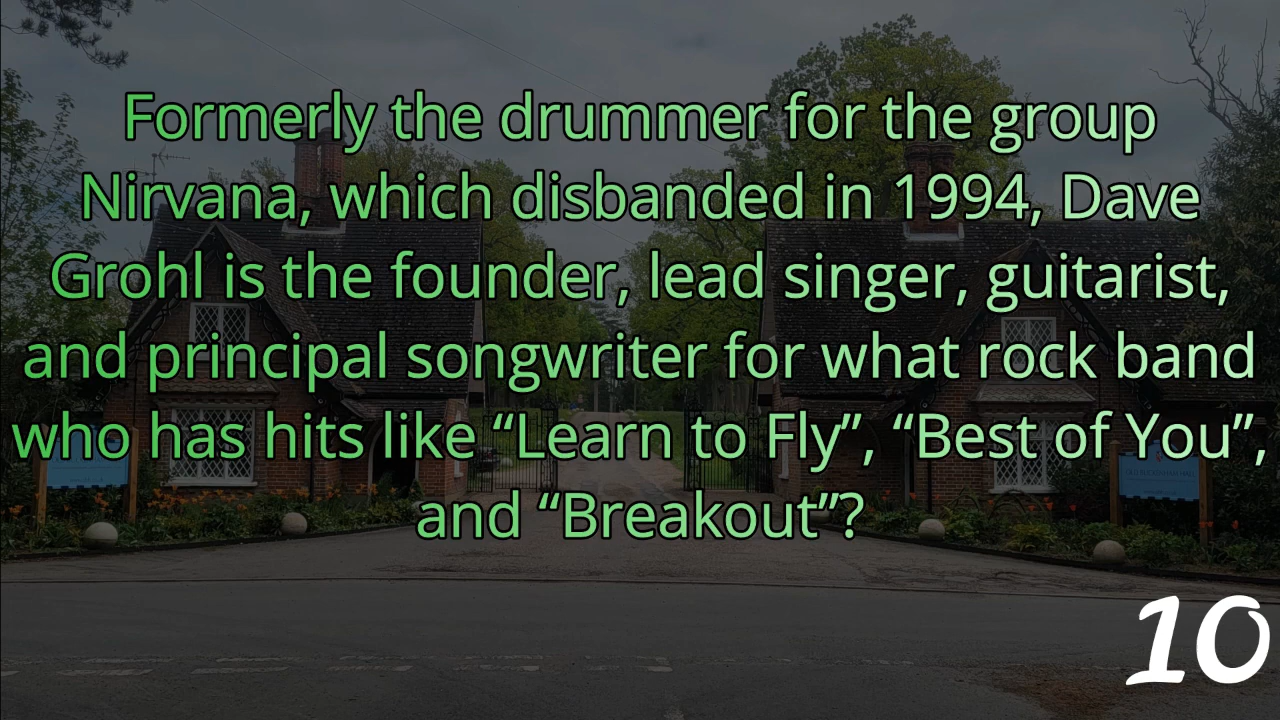 Formerly the drummer for the group
Nirvana, which disbanded in 1994, Dave
Grohl is the founder, lead singer, guitarist,
and principal songwriter for what rock band
who has hits like “Learn to Fly”, “Best of You”,
and “Breakout”?
10